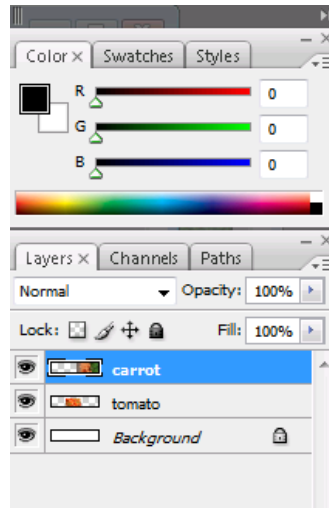 Color × Swatches Styles
R 0
G 0
B 0
Layers × Channels Paths
Normal Opacity: 100%
Lock: Fill: 100%
carrot
tomato
Background